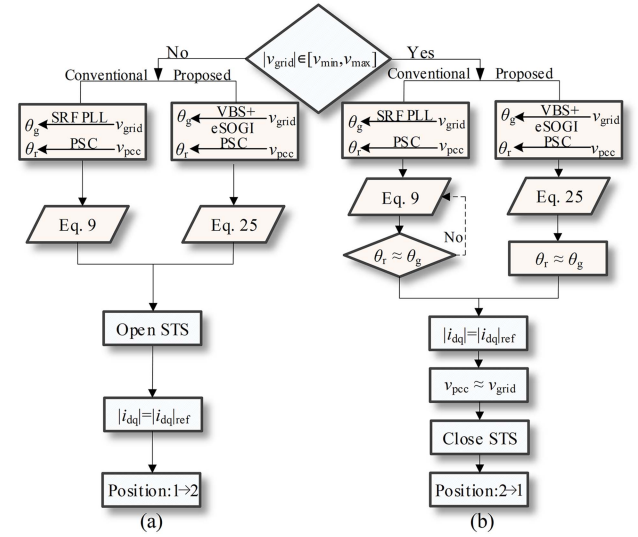 |v_grid|∈[v_min,v_max]
No
Yes
Conventional Proposed
θ_g SRF PLL v_grid
θ_r PSC v_pcc
θ_g VBS+ eSOGI v_grid
θ_r PSC v_pcc
Eq. 9
Eq. 25
Open STS
|i_dq|=|i_dq|_ref
Position:1→2
(a)
Conventional Proposed
θ_g SRF PLL v_grid
θ_r PSC v_pcc
θ_g VBS+ eSOGI v_grid
θ_r PSC v_pcc
Eq. 9
Eq. 25
No
θ_r ≈ θ_g
θ_r ≈ θ_g
|i_dq|=|i_dq|_ref
v_pcc ≈ v_grid
Close STS
Position:2→1
(b)